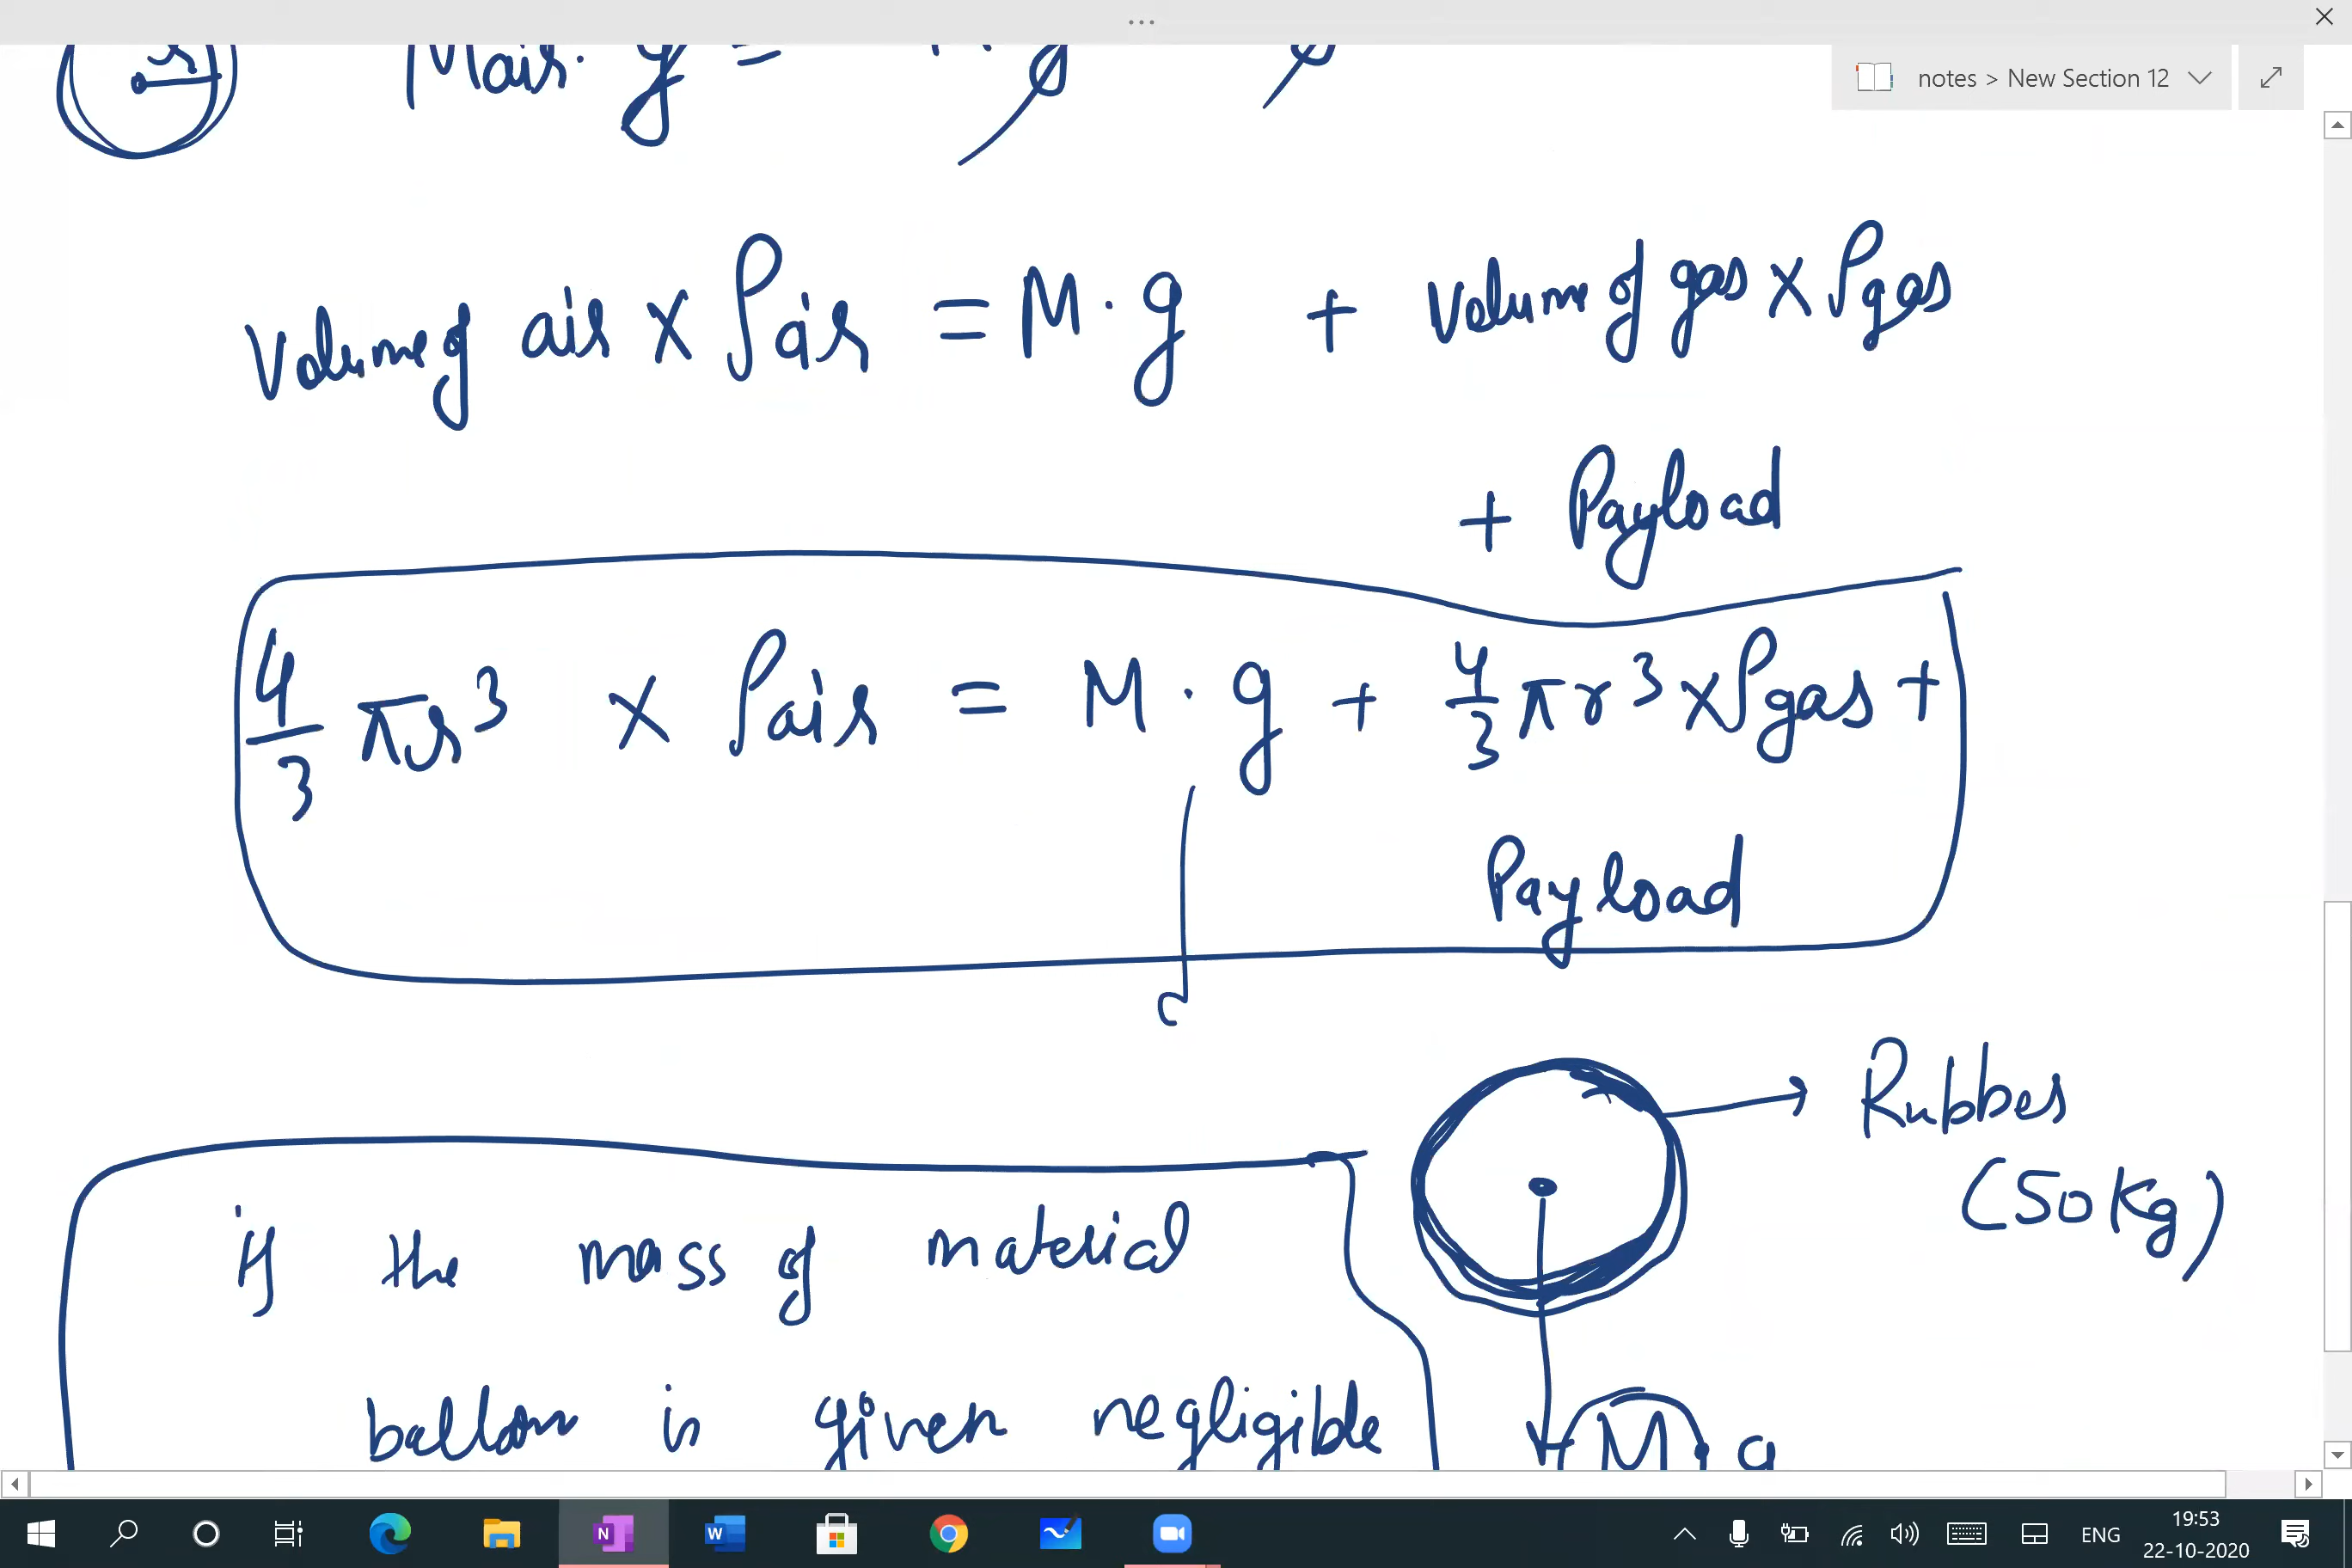 ...
notes > New Section 12
Mair. g =
Volume of air × ρair = M · g + Volume of gas × ρgas
+ Payload
4/3 πr³ × ρair = M · g + 4/3 πr³ × ρgas +
Payload
Rubber
(50 Kg)
if the mass of material
balloon is given negligible
M · g
ENG
19:53
22-10-2020